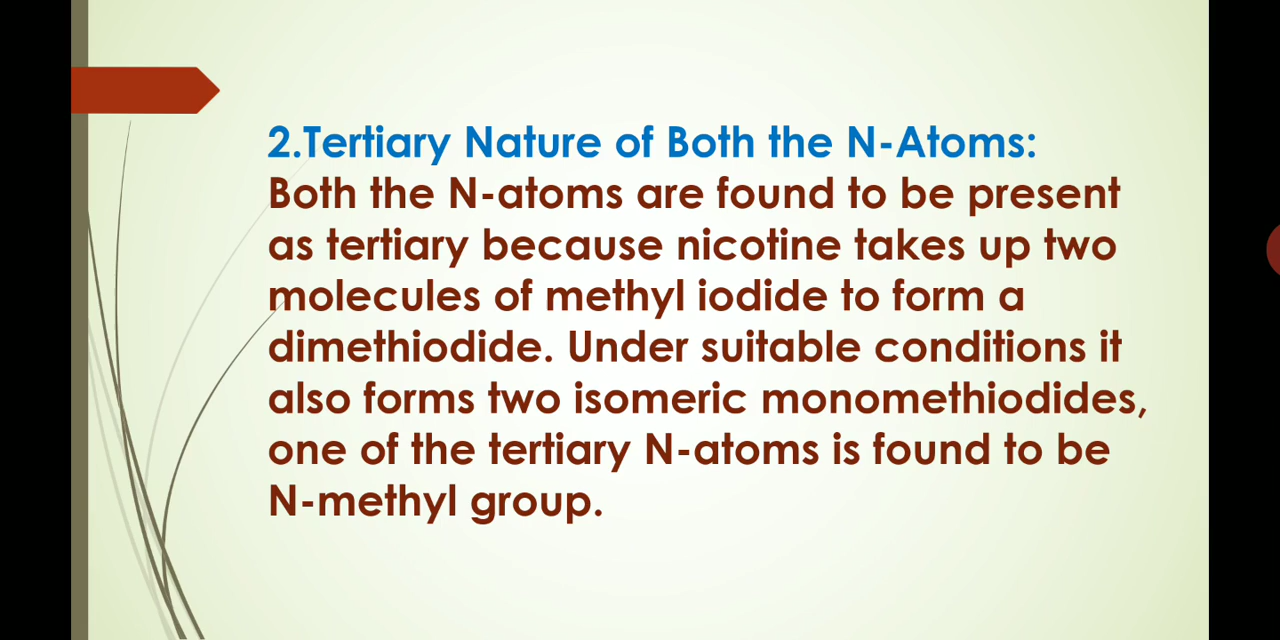 2.Tertiary Nature of Both the N-Atoms:
Both the N-atoms are found to be present
as tertiary because nicotine takes up two
molecules of methyl iodide to form a
dimethiodide. Under suitable conditions it
also forms two isomeric monomethiodides,
one of the tertiary N-atoms is found to be
N-methyl group.